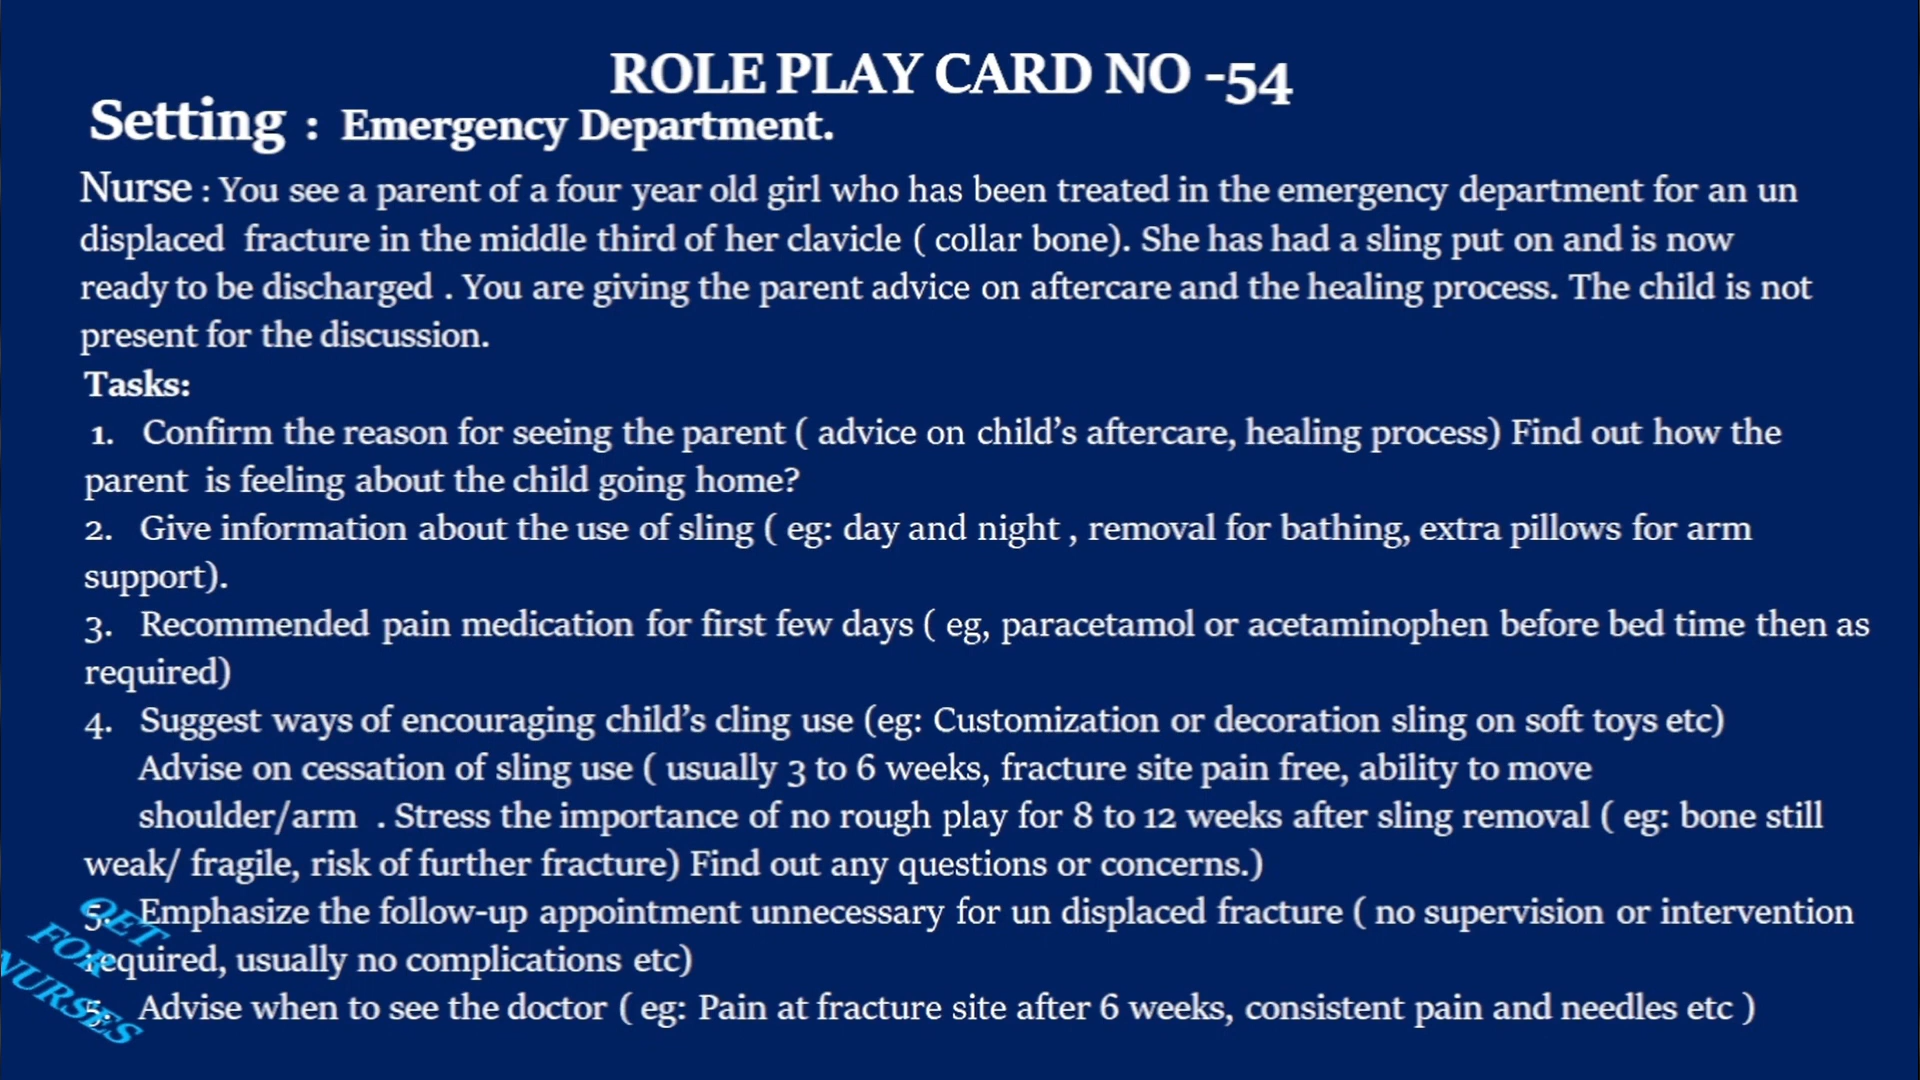 ROLE PLAY CARD NO -54
Setting : Emergency Department.
Nurse : You see a parent of a four year old girl who has been treated in the emergency department for an un
displaced fracture in the middle third of her clavicle ( collar bone). She has had a sling put on and is now
ready to be discharged . You are giving the parent advice on aftercare and the healing process. The child is not
present for the discussion.
Tasks:
1. Confirm the reason for seeing the parent ( advice on child's aftercare, healing process) Find out how the
parent is feeling about the child going home?
2. Give information about the use of sling ( eg: day and night , removal for bathing, extra pillows for arm
support).
3. Recommended pain medication for first few days ( eg, paracetamol or acetaminophen before bed time then as
required)
4. Suggest ways of encouraging child's cling use (eg: Customization or decoration sling on soft toys etc)
Advise on cessation of sling use ( usually 3 to 6 weeks, fracture site pain free, ability to move
shoulder/arm . Stress the importance of no rough play for 8 to 12 weeks after sling removal ( eg: bone still
weak/ fragile, risk of further fracture) Find out any questions or concerns.)
5. Emphasize the follow-up appointment unnecessary for un displaced fracture ( no supervision or intervention
required, usually no complications etc)
5. Advise when to see the doctor ( eg: Pain at fracture site after 6 weeks, consistent pain and needles etc )
OET
FOR
NURSES